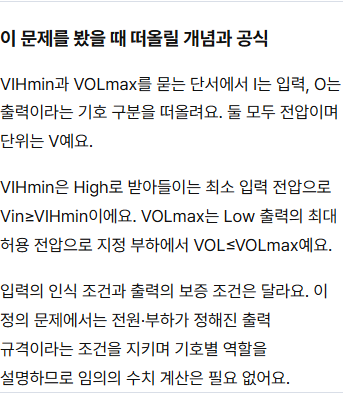 이 문제를 봤을 때 떠올릴 개념과 공식
VIHmin과 VOLmax를 묻는 단서에서 I는 입력, O는
출력이라는 기호 구분을 떠올려요. 둘 모두 전압이며
단위는 V예요.
VIHmin은 High로 받아들이는 최소 입력 전압으로
Vin≥VIHmin이에요. VOLmax는 Low 출력의 최대
허용 전압으로 지정 부하에서 VOL≤VOLmax예요.
입력의 인식 조건과 출력의 보증 조건은 달라요. 이
정의 문제에서는 전원·부하가 정해진 출력
규격이라는 조건을 지키며 기호별 역할을
설명하므로 임의의 수치 계산은 필요 없어요.